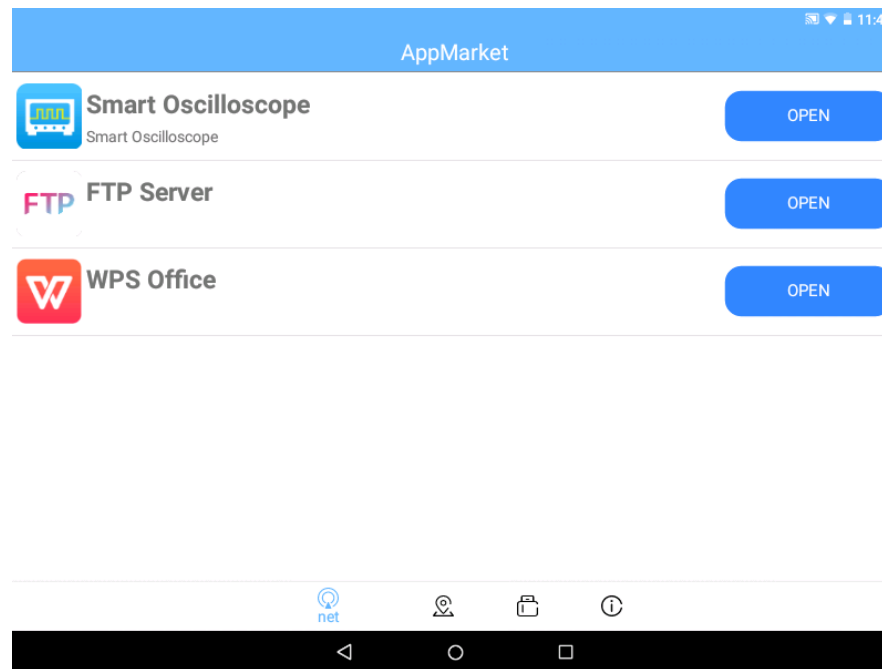 11:4
AppMarket
Smart Oscilloscope
Smart Oscilloscope
OPEN
FTP
FTP Server
OPEN
WPS Office
OPEN
net